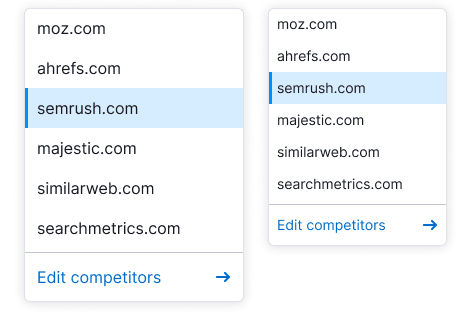 moz.com
ahrefs.com
semrush.com
majestic.com
similarweb.com
searchmetrics.com
Edit competitors
moz.com
ahrefs.com
semrush.com
majestic.com
similarweb.com
searchmetrics.com
Edit competitors